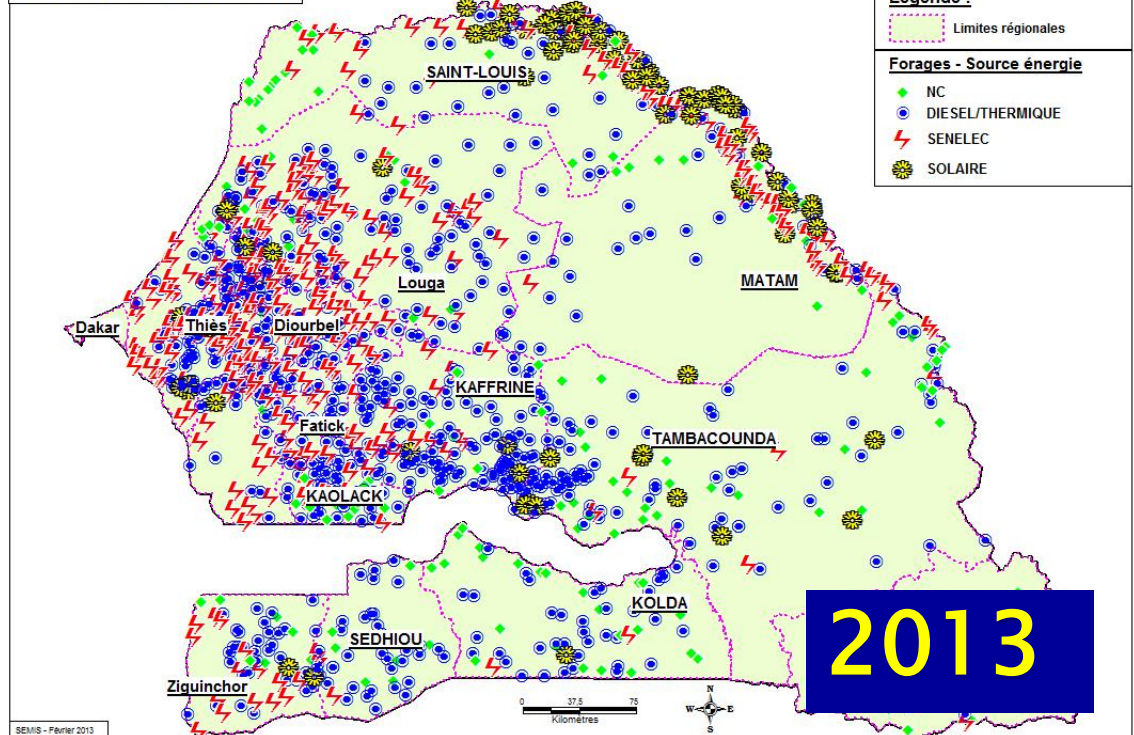 Légende :
Limites régionales
Forages - Source énergie
NC
DIESEL/THERMIQUE
SENELEC
SOLAIRE
SAINT-LOUIS
Louga
MATAM
Dakar
Thiès
Diourbel
KAFFRINE
Fatick
TAMBACOUNDA
KAOLACK
KOLDA
SEDHIOU
Ziguinchor
2013
0 37,5 75
Kilomètres
N
W E
S
SEMIS - Février 2013